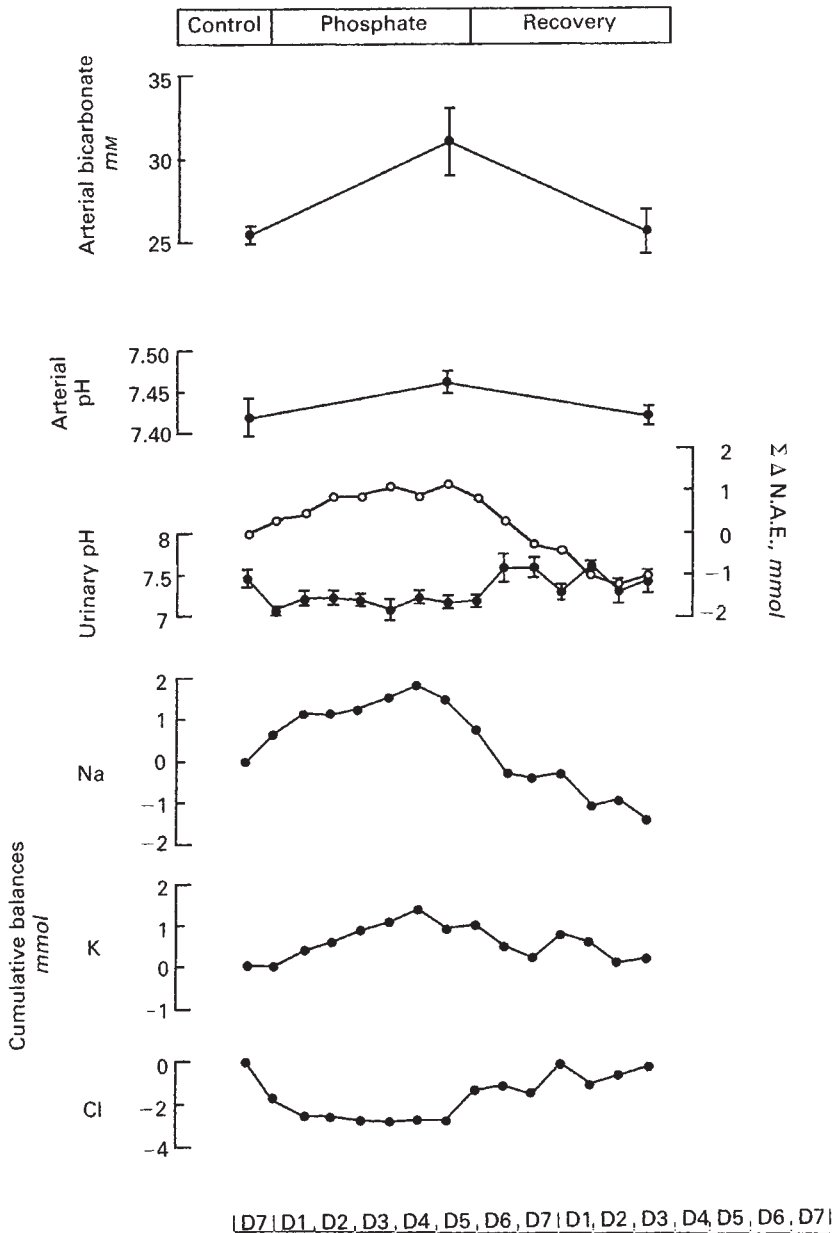 Control Phosphate Recovery
Arterial bicarbonate
mM
35
30
25
Arterial
pH
7.50
7.45
7.40
Urinary pH
8
7.5
7
2
1
0
−1
−2
Σ Δ N.A.E., mmol
Cumulative balances
mmol
Na
2
1
0
−1
−2
K
2
1
0
−1
Cl
0
−2
−4
D7 D1 D2 D3 D4 D5 D6 D7 D1 D2 D3 D4 D5 D6 D7